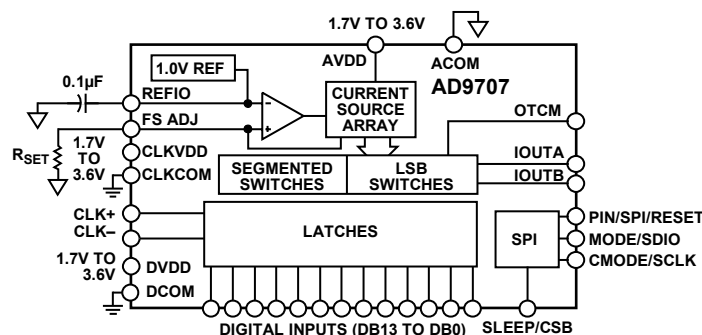 1.7V TO 3.6V
AVDD
ACOM
AD9707
1.0V REF
0.1µF
REFIO
CURRENT
SOURCE
ARRAY
OTCM
FS ADJ
RSET
1.7V
TO
3.6V
CLKVDD
CLKCOM
SEGMENTED
SWITCHES
LSB
SWITCHES
IOUTA
IOUTB
CLK+
CLK–
LATCHES
SPI
PIN/SPI/RESET
MODE/SDIO
CMODE/SCLK
1.7V TO
3.6V
DVDD
DCOM
DIGITAL INPUTS (DB13 TO DB0)
SLEEP/CSB